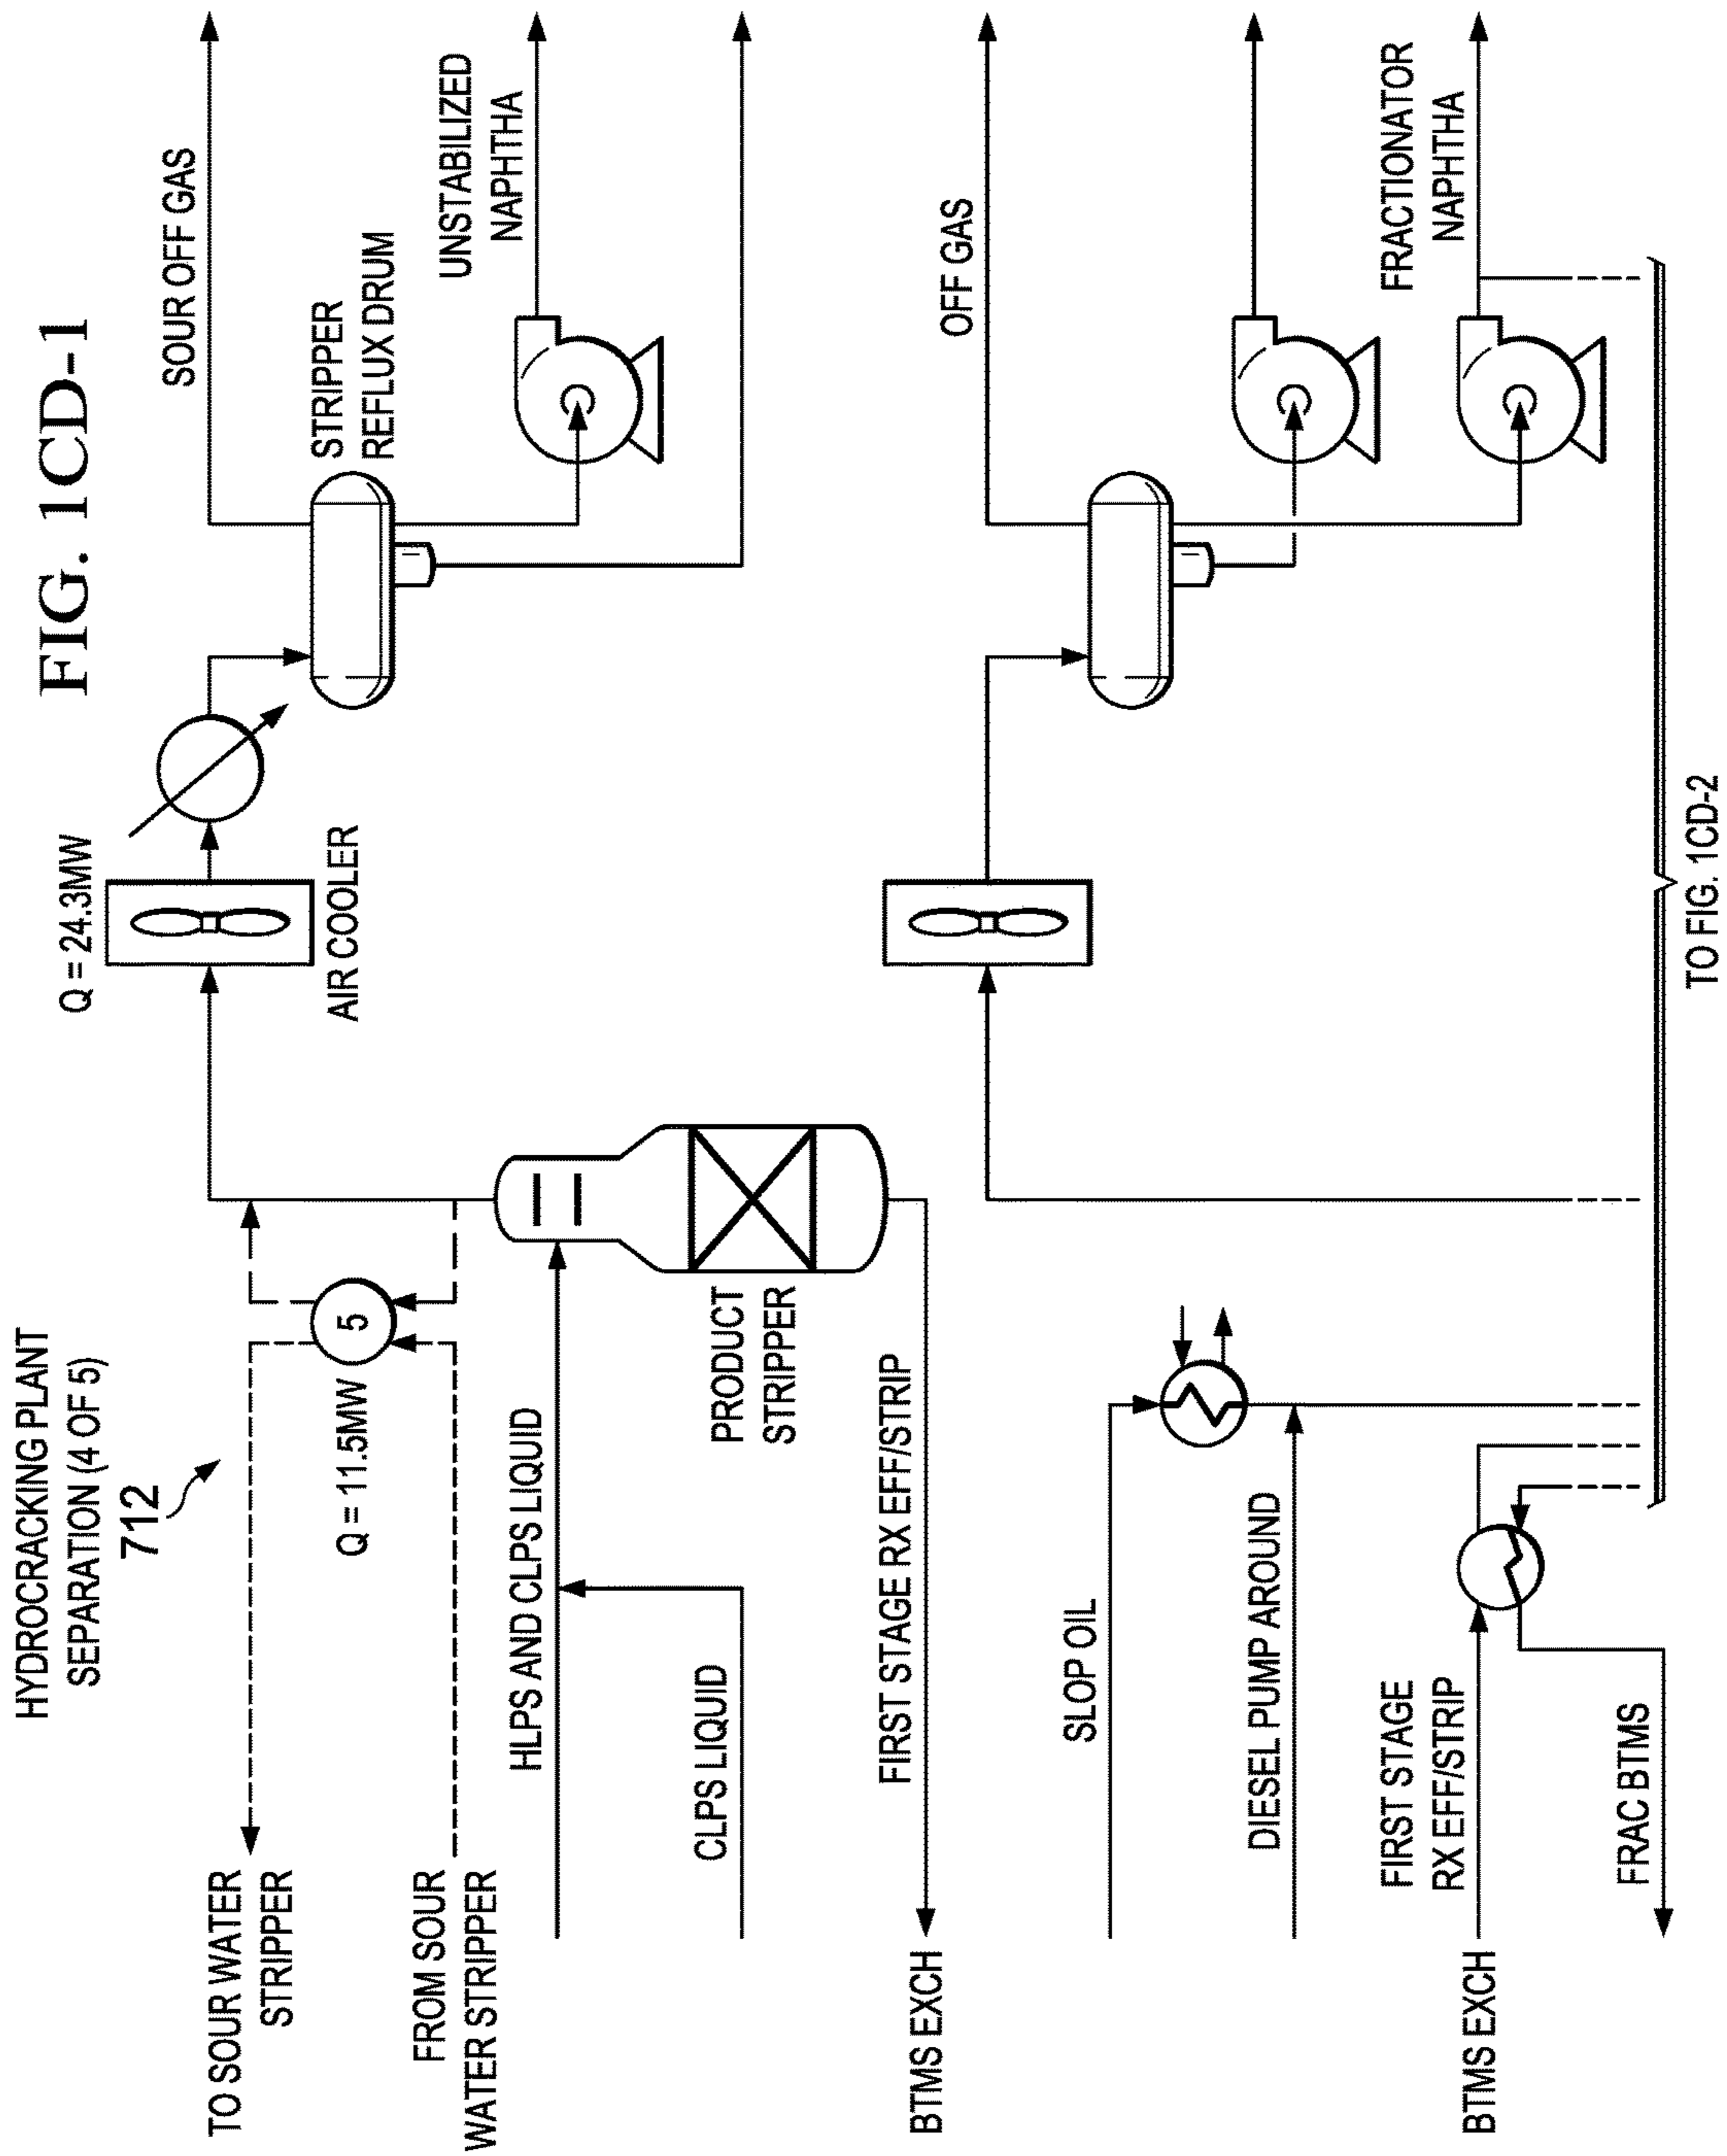 FIG. 1CD-1
HYDROCRACKING PLANT
SEPARATION (4 OF 5)
712
TO SOUR WATER
STRIPPER
FROM SOUR
WATER STRIPPER
Q = 11.5MW
5
Q = 24.3MW
AIR COOLER
SOUR OFF GAS
STRIPPER
REFLUX DRUM
UNSTABILIZED
NAPHTHA
HLPS AND CLPS LIQUID
CLPS LIQUID
PRODUCT
STRIPPER
FIRST STAGE RX EFF/STRIP
BTMS EXCH
SLOP OIL
DIESEL PUMP AROUND
OFF GAS
FRACTIONATOR
NAPHTHA
FIRST STAGE
RX EFF/STRIP
BTMS EXCH
FRAC BTMS
TO FIG. 1CD-2